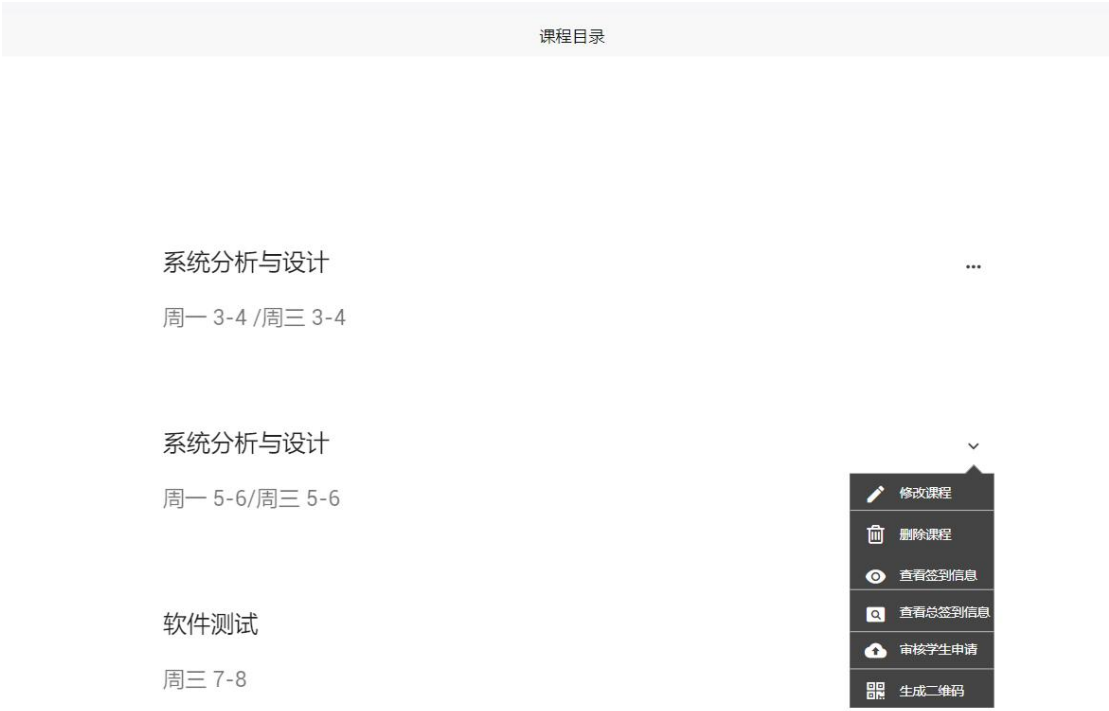 课程目录
系统分析与设计
周一 3-4 /周三 3-4
系统分析与设计
周一 5-6/周三 5-6
修改课程
删除课程
查看签到信息
查看总签到信息
审核学生申请
生成二维码
软件测试
周三 7-8